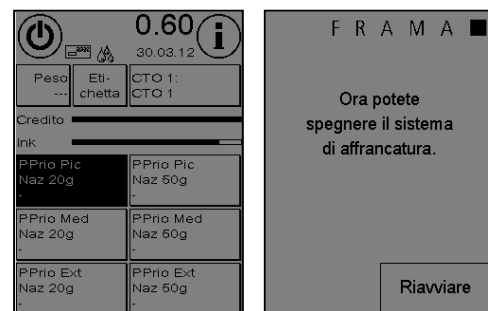 0.60
30.03.12
Peso
---
Eti-
chetta
CTO 1:
CTO 1
Credito
Ink
PPrio Pic
Naz 20g
-
PPrio Pic
Naz 50g
-
PPrio Med
Naz 20g
-
PPrio Med
Naz 50g
-
PPrio Ext
Naz 20g
PPrio Ext
Naz 50g
FRAMA
Ora potete
spegnere il sistema
di affrancatura.
Riavviare